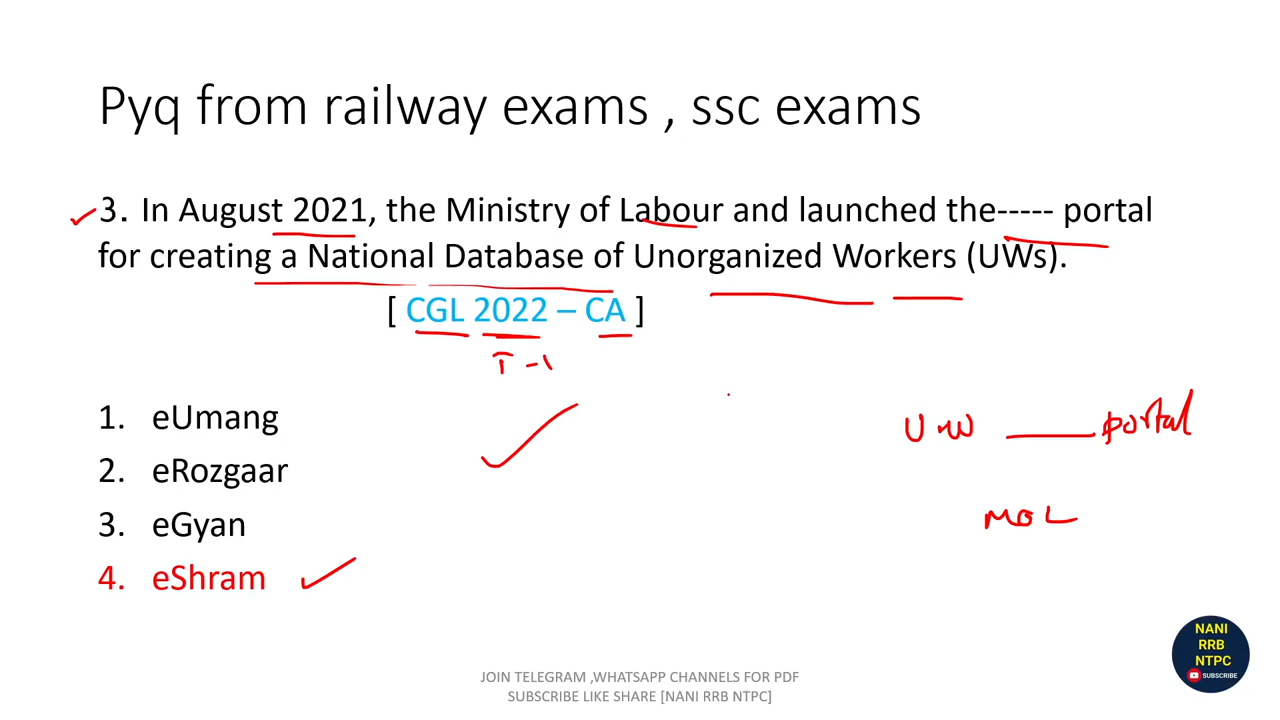 Pyq from railway exams , ssc exams
3. In August 2021, the Ministry of Labour and launched the----- portal
for creating a National Database of Unorganized Workers (UWs).
[ CGL 2022 – CA ]
T-1
1. eUmang
2. eRozgaar
3. eGyan
4. eShram
UW ____ portal
MOL
NANI
RRB
NTPC
SUBSCRIBE
JOIN TELEGRAM ,WHATSAPP CHANNELS FOR PDF
SUBSCRIBE LIKE SHARE [NANI RRB NTPC]